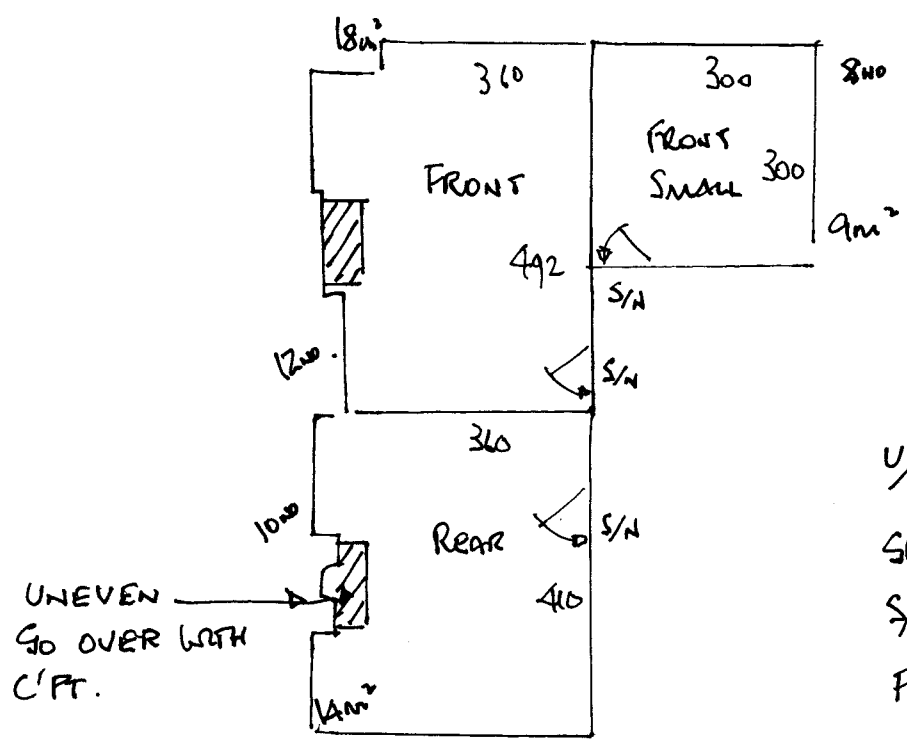 18m²
360
300
8NO
FRONT
SMALL
300
FRONT
9m²
492
S/N
12NO
S/N
360
U/
10NO
REAR
S/N
410
S
UNEVEN
GO OVER WITH
C'PT.
F
14m²